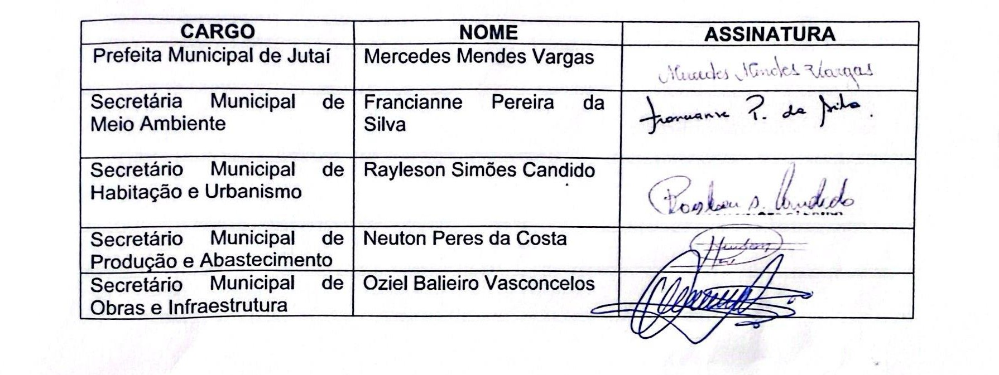 CARGO NOME ASSINATURA
Prefeita Municipal de Jutaí Mercedes Mendes Vargas Mercedes Mendes Vargas
Secretária Municipal de Francianne Pereira da Francianne P. da Silva.
Meio Ambiente Silva
Secretário Municipal de Rayleson Simões Candido
Habitação e Urbanismo Rayleson S. Candido
Secretário Municipal de Neuton Peres da Costa
Produção e Abastecimento
Secretário Municipal de Oziel Balieiro Vasconcelos
Obras e Infraestrutura